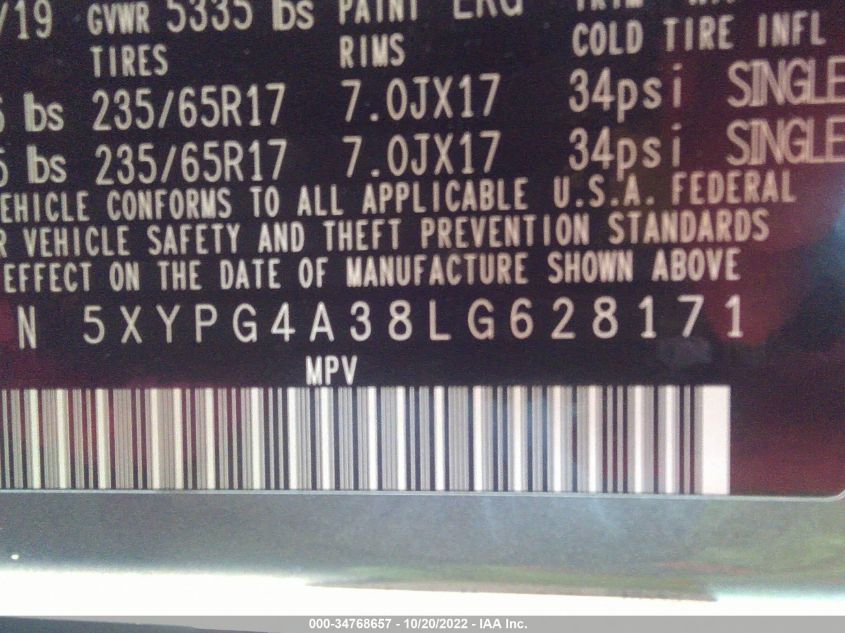 /19 GVWR 5335 lbs PAINT
TIRES RIMS COLD TIRE INFL
lbs 235/65R17 7.0JX17 34psi SINGLE
lbs 235/65R17 7.0JX17 34psi SINGLE
EHICLE CONFORMS TO ALL APPLICABLE U.S.A. FEDERAL
R VEHICLE SAFETY AND THEFT PREVENTION STANDARDS
EFFECT ON THE DATE OF MANUFACTURE SHOWN ABOVE
N 5XYPG4A38LG628171
MPV
000-34768657 - 10/20/2022 - IAA Inc.